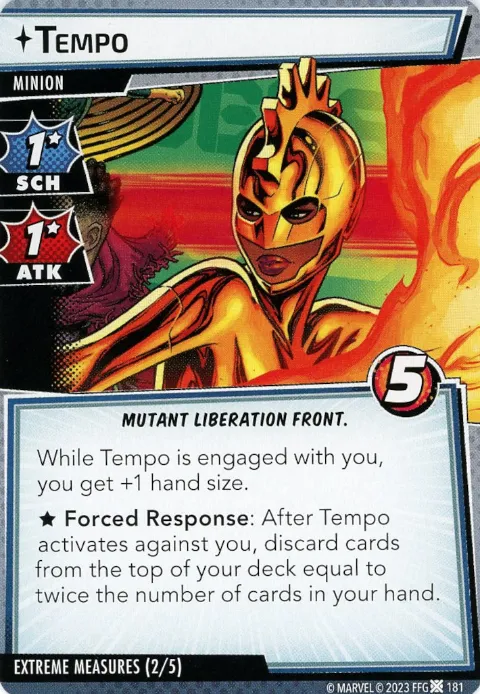 TEMPO
MINION
1★
SCH
1★
ATK
5
MUTANT LIBERATION FRONT.
While Tempo is engaged with you,
you get +1 hand size.
★ Forced Response: After Tempo
activates against you, discard cards
from the top of your deck equal to
twice the number of cards in your hand.
EXTREME MEASURES (2/5)
© MARVEL © 2023 FFG 181